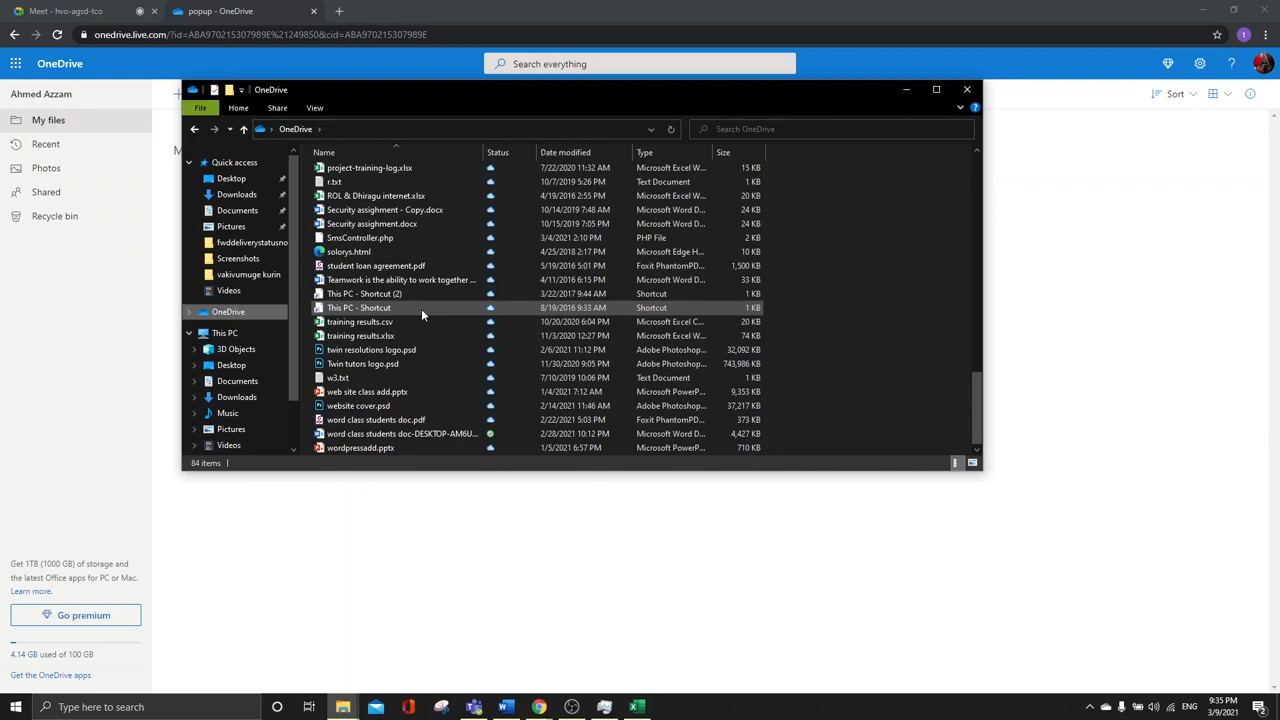 Meet - hvo-agsd-tco
popup - OneDrive
onedrive.live.com/?id=ABA970215307989E%21249850&cid=ABA970215307989E
OneDrive
Search everything
Ahmed Azzam
Sort
My files
Recent
Photos
Shared
Recycle bin
OneDrive
File Home Share View
OneDrive
Search OneDrive
Name Status Date modified Type Size
Quick access
Desktop
Downloads
Documents
Pictures
fwddeliverystatusno
Screenshots
vakivumuge kurin
Videos
OneDrive
This PC
3D Objects
Desktop
Documents
Downloads
Music
Pictures
Videos
project-training-log.xlsx 7/22/2020 11:32 AM Microsoft Excel W... 15 KB
r.txt 10/7/2019 5:26 PM Text Document 1 KB
ROL & Dhiragu internet.xlsx 4/19/2016 2:55 PM Microsoft Excel W... 20 KB
Security assighment - Copy.docx 10/14/2019 7:48 AM Microsoft Word D... 24 KB
Security assighment.docx 10/15/2019 7:05 PM Microsoft Word D... 24 KB
SmsController.php 3/4/2021 2:10 PM PHP File 2 KB
solorys.html 4/25/2018 2:17 PM Microsoft Edge H... 10 KB
student loan agreement.pdf 5/19/2016 5:01 PM Foxit PhantomPD... 1,500 KB
Teamwork is the ability to work together ... 4/11/2016 6:15 PM Microsoft Word D... 33 KB
This PC - Shortcut (2) 3/22/2017 9:44 AM Shortcut 1 KB
This PC - Shortcut 8/19/2016 9:33 AM Shortcut 1 KB
training results.csv 10/20/2020 6:04 PM Microsoft Excel C... 20 KB
training results.xlsx 11/3/2020 12:27 PM Microsoft Excel W... 74 KB
twin resolutions logo.psd 2/6/2021 11:12 PM Adobe Photoshop... 32,092 KB
Twin tutors logo.psd 11/30/2020 9:05 PM Adobe Photoshop... 743,986 KB
w3.txt 7/10/2019 10:06 PM Text Document 1 KB
web site class add.pptx 1/4/2021 7:12 AM Microsoft PowerP... 9,353 KB
website cover.psd 2/14/2021 11:46 AM Adobe Photoshop... 37,217 KB
word class students doc.pdf 2/22/2021 5:03 PM Foxit PhantomPD... 373 KB
word class students doc-DESKTOP-AM6U... 2/28/2021 10:12 PM Microsoft Word D... 4,427 KB
wordpressadd.pptx 1/5/2021 6:57 PM Microsoft PowerP... 710 KB
84 items
Get 1TB (1000 GB) of storage and
the latest Office apps for PC or Mac.
Learn more.
Go premium
4.14 GB used of 100 GB
Get the OneDrive apps
Type here to search
ENG
9:35 PM
3/9/2021
2